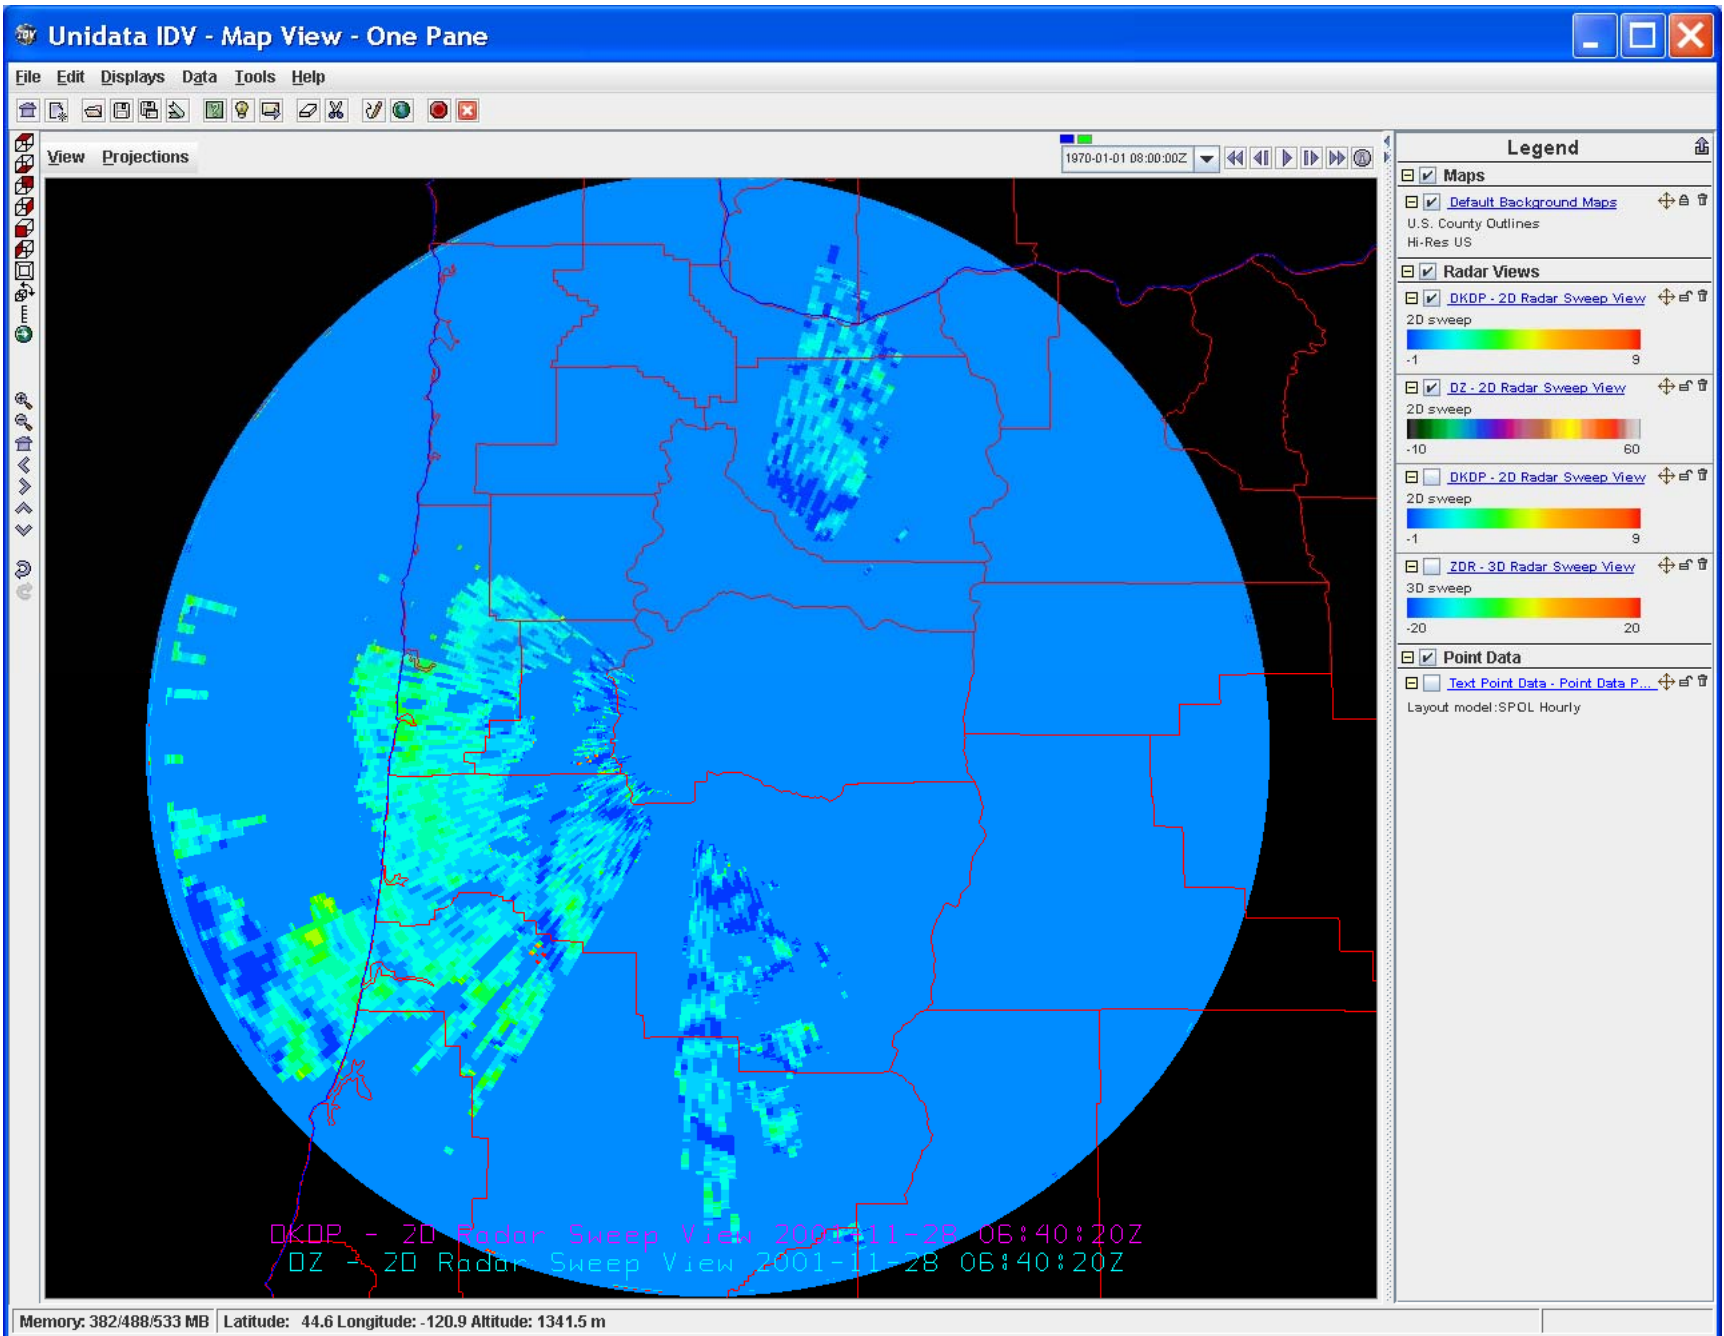 Unidata IDV - Map View - One Pane
File Edit Displays Data Tools Help
View Projections
1970-01-01 08:00:00Z
Legend
Maps
Default Background Maps
U.S. County Outlines
Hi-Res US
Radar Views
DKDP - 2D Radar Sweep View
2D sweep
-1 9
DZ - 2D Radar Sweep View
2D sweep
-10 60
DKDP - 2D Radar Sweep View
2D sweep
-1 9
ZDR - 3D Radar Sweep View
3D sweep
-20 20
Point Data
Text Point Data - Point Data P...
Layout model:SPOL Hourly
DKDP - 2D Radar Sweep View 2001-11-28 06:40:20Z
DZ - 2D Radar Sweep View 2001-11-28 06:40:20Z
Memory: 382/488/533 MB Latitude: 44.6 Longitude: -120.9 Altitude: 1341.5 m